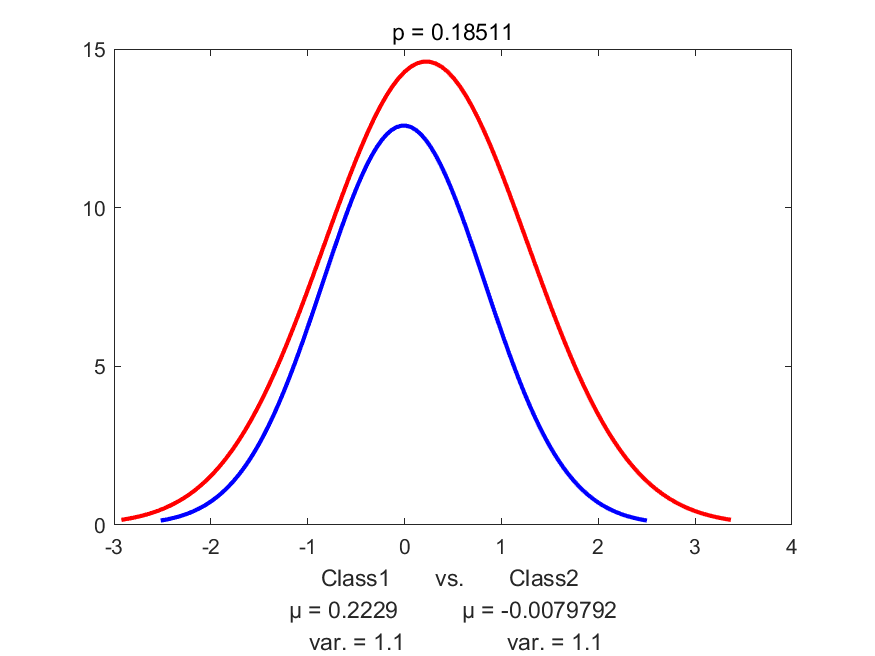 p = 0.18511
15
10
5
0
-3 -2 -1 0 1 2 3 4
Class1 vs. Class2
μ = 0.2229 μ = -0.0079792
var. = 1.1 var. = 1.1